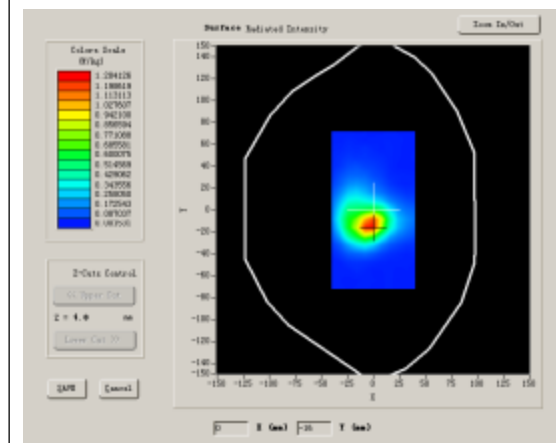 Surface Radiated Intensity
Zoom In/Out
Colors Scale
(W/kg)
1.284126
1.198619
1.113113
1.027607
0.942100
0.856594
0.771088
0.685581
0.600075
0.514569
0.429062
0.343556
0.258050
0.172543
0.087037
Z-Cuts Control
Upper Cut
Z = 4.0 mm
Lower Cut
SAVE Cancel
Y
150
140
120
100
80
60
40
20
0
-20
-40
-60
-80
-100
-120
-140
-150
-150 -125 -100 -75 -50 -25 0 25 50 75 100 125 150
X
0 X (mm) -15 Y (mm)